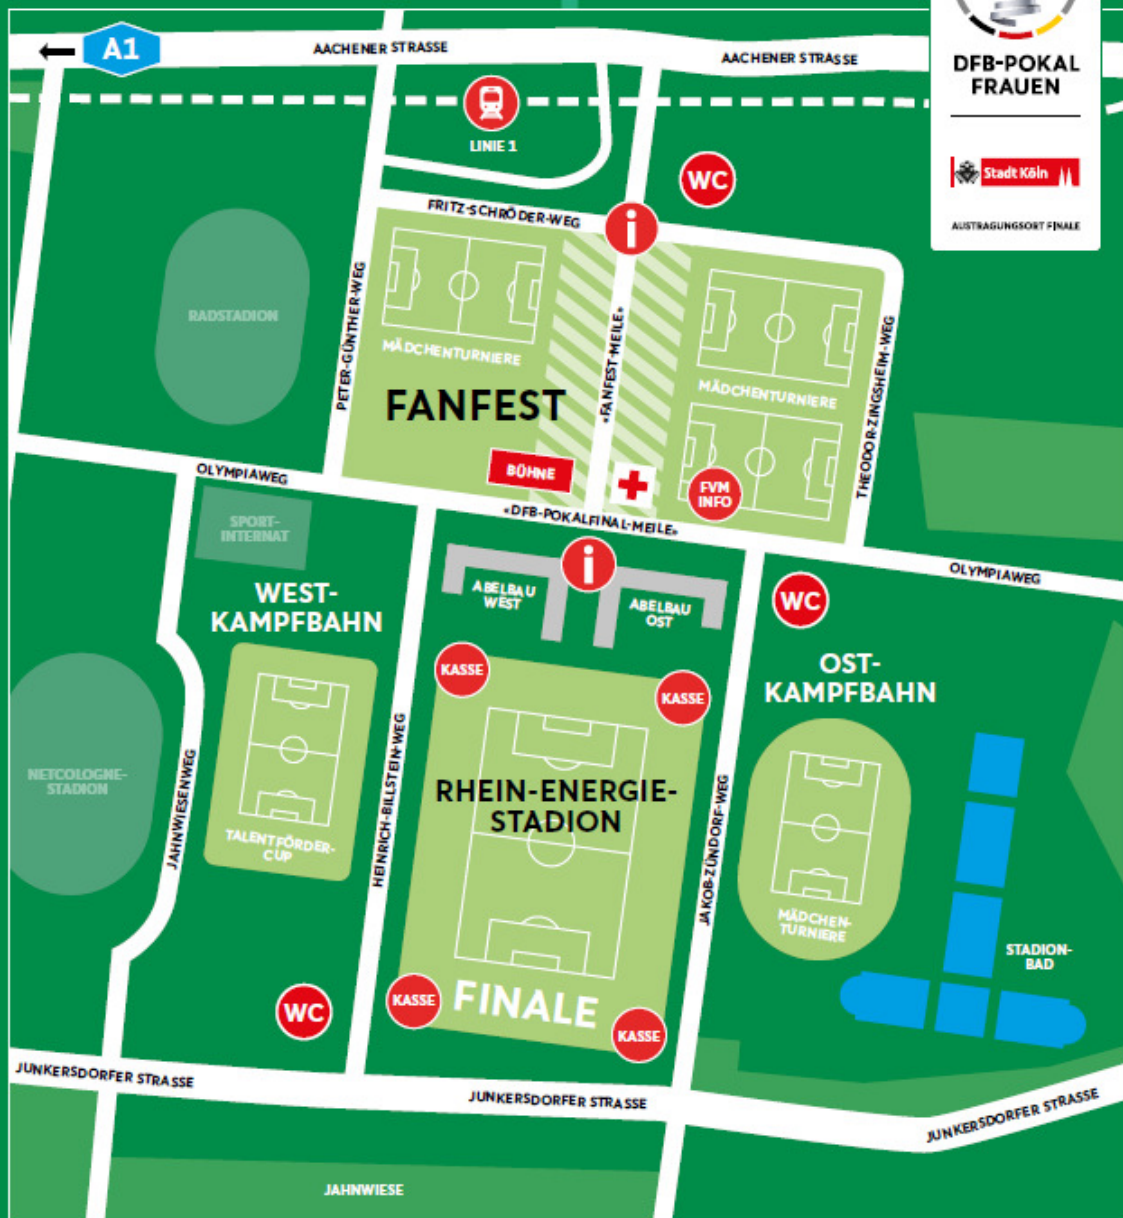 A1
AACHENER STRASSE
AACHENER STRASSE
DFB-POKAL
FRAUEN
Stadt Köln
AUSTRAGUNGSORT FINALE
LINIE 1
WC
FRITZ-SCHRÖDER-WEG
i
RADSTADION
PETER-GÜNTHER-WEG
MÄDCHENTURNIERE
«FANFEST-MEILE»
MÄDCHENTURNIERE
THEODOR-ZINGSHEIM-WEG
FANFEST
BÜHNE
FVM
INFO
OLYMPIAWEG
«DFB-POKALFINAL-MEILE»
SPORT-
INTERNAT
i
OLYMPIAWEG
WEST-
KAMPFBAHN
ABELBAU
WEST
ABELBAU
OST
WC
KASSE
KASSE
OST-
KAMPFBAHN
NETCOLOGNE-
STADION
JAHNWIESENWEG
TALENTFÖRDER-
CUP
HEINRICH-BILLSTEIN-WEG
RHEIN-ENERGIE-
STADION
JAKOB-ZÜNDORF-WEG
MÄDCHEN-
TURNIERE
STADION-
BAD
WC
KASSE
FINALE
KASSE
JUNKERSDORFER STRASSE
JUNKERSDORFER STRASSE
JUNKERSDORFER STRASSE
JAHNWIESE